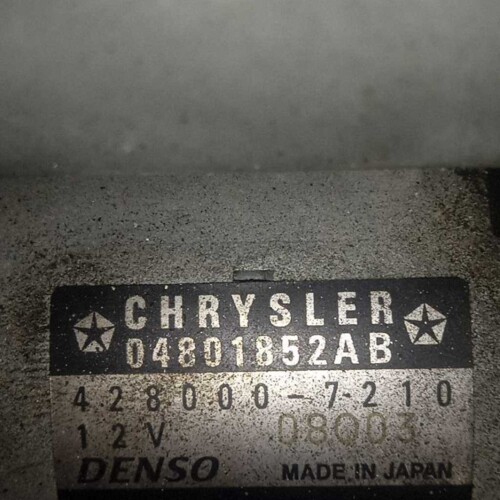 CHRYSLER
04801852AB
428000-7210
12V 08Q03
DENSO MADE IN JAPAN